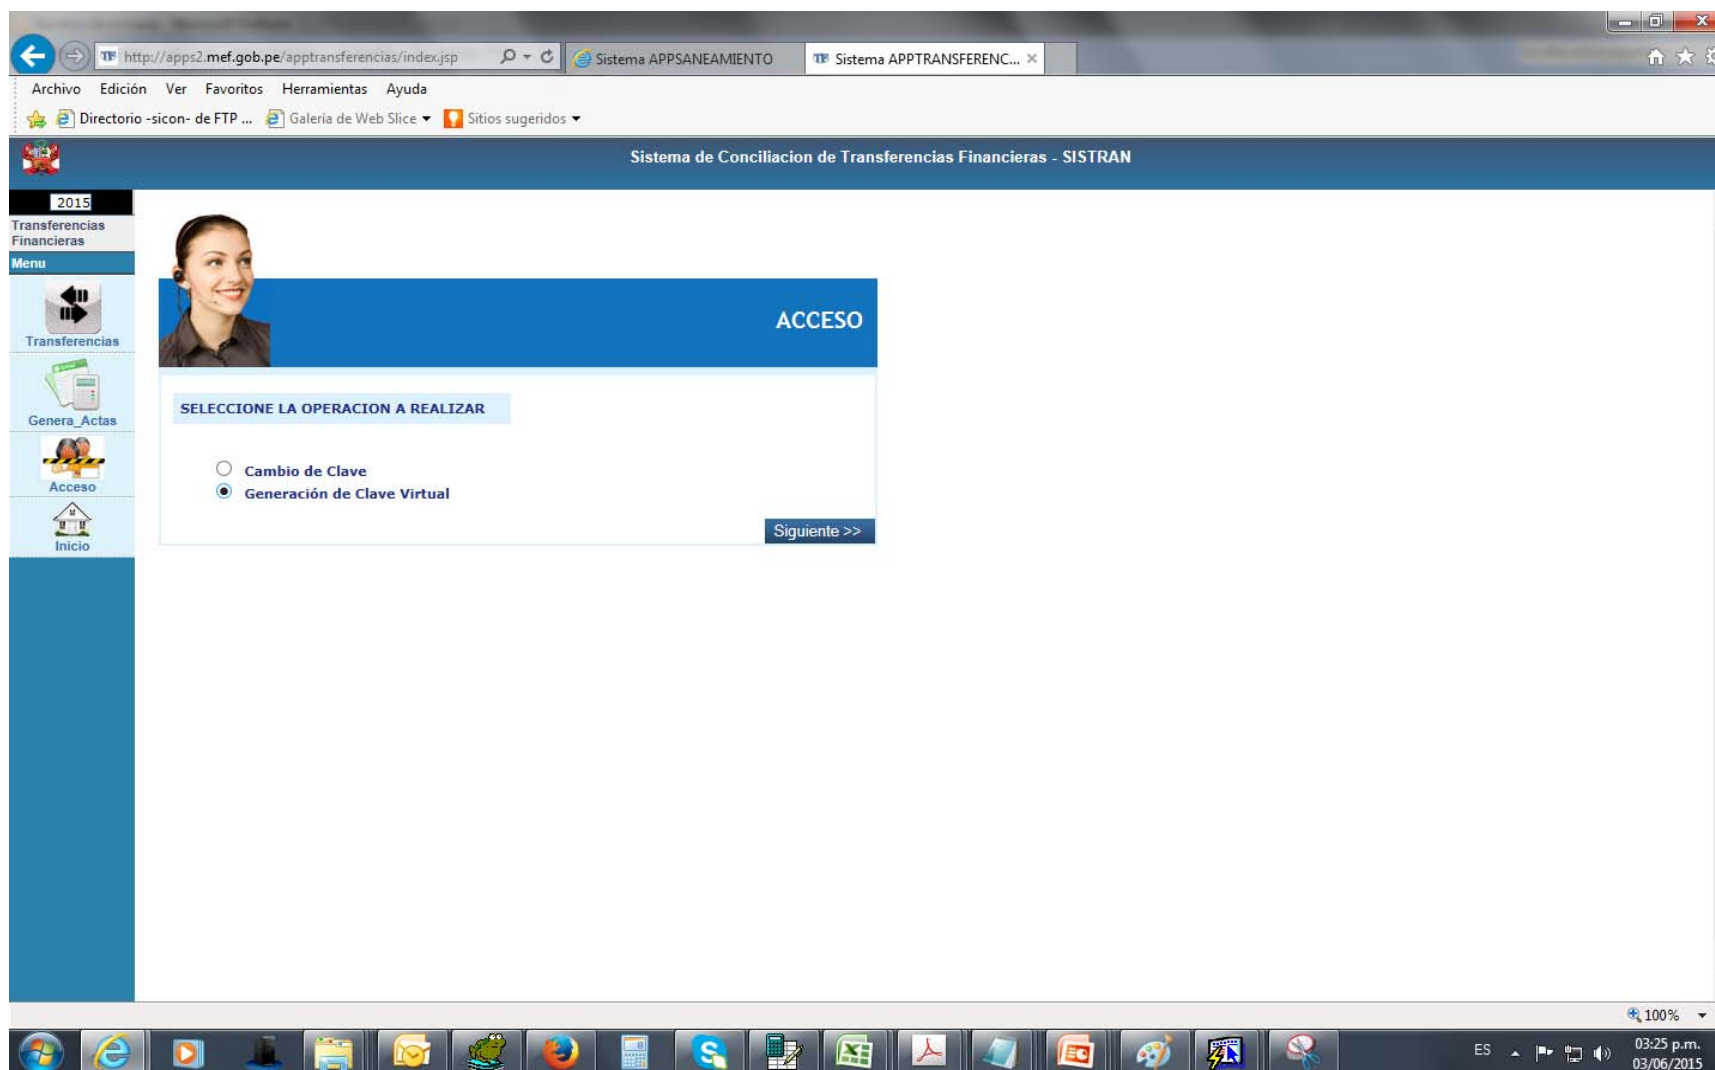 http://apps2.mef.gob.pe/apptransferencias/index.jsp
Sistema APPSANEAMIENTO
TF Sistema APPTRANSFERENC...
Archivo Edición Ver Favoritos Herramientas Ayuda
Directorio -sicon- de FTP ... Galería de Web Slice Sitios sugeridos
Sistema de Conciliacion de Transferencias Financieras - SISTRAN
2015
Transferencias
Financieras
Menu
Transferencias
Genera_Actas
Acceso
Inicio
ACCESO
SELECCIONE LA OPERACION A REALIZAR
Cambio de Clave
Generación de Clave Virtual
Siguiente >>
100%
ES
03:25 p.m.
03/06/2015